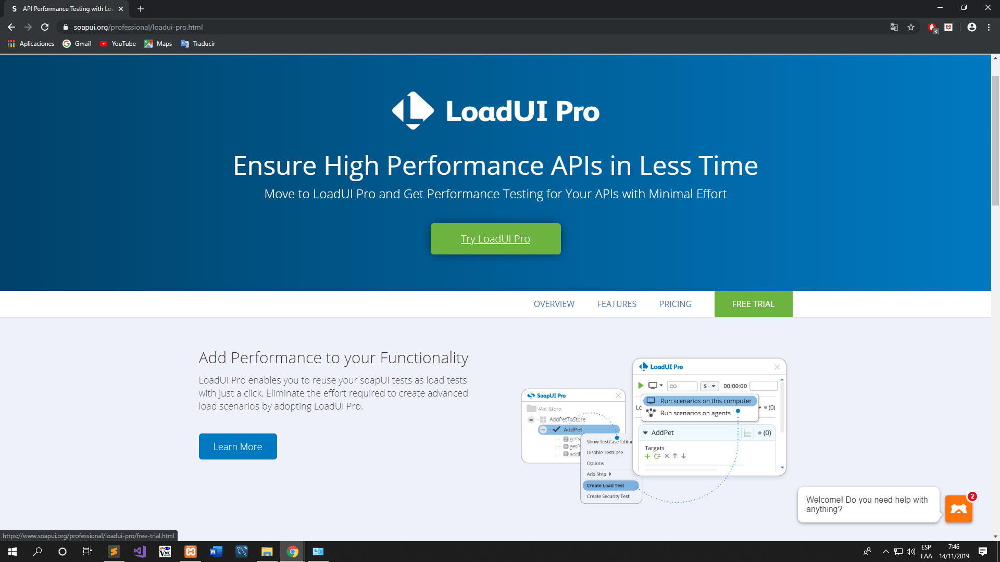 API Performance Testing with Loa
soapui.org/professional/loadui-pro.html
3
Aplicaciones
Gmail
YouTube
Maps
Traducir
LoadUI Pro
Ensure High Performance APIs in Less Time
Move to LoadUI Pro and Get Performance Testing for Your APIs with Minimal Effort
Try LoadUI Pro
OVERVIEW
FEATURES
PRICING
FREE TRIAL
Add Performance to your Functionality
LoadUI Pro enables you to reuse your soapUI tests as load tests
with just a click. Eliminate the effort required to create advanced
load scenarios by adopting LoadUI Pro.
Learn More
SoapUI Pro
Pet Store
AddPetToStore
AddPet
getS
getP
addP
Show TestCase Editor
Disable TestCase
Options
Add Step
Create Load Test
Create Security Test
LoadUI Pro
S
00:00:00
Lo
(0)
Run scenarios on this computer
Run scenarios on agents
AddPet
(0)
Targets
Welcome! Do you need help with
anything?
2
https://www.soapui.org/professional/loadui-pro/free-trial.html
ESP
LAA
7:46
14/11/2019